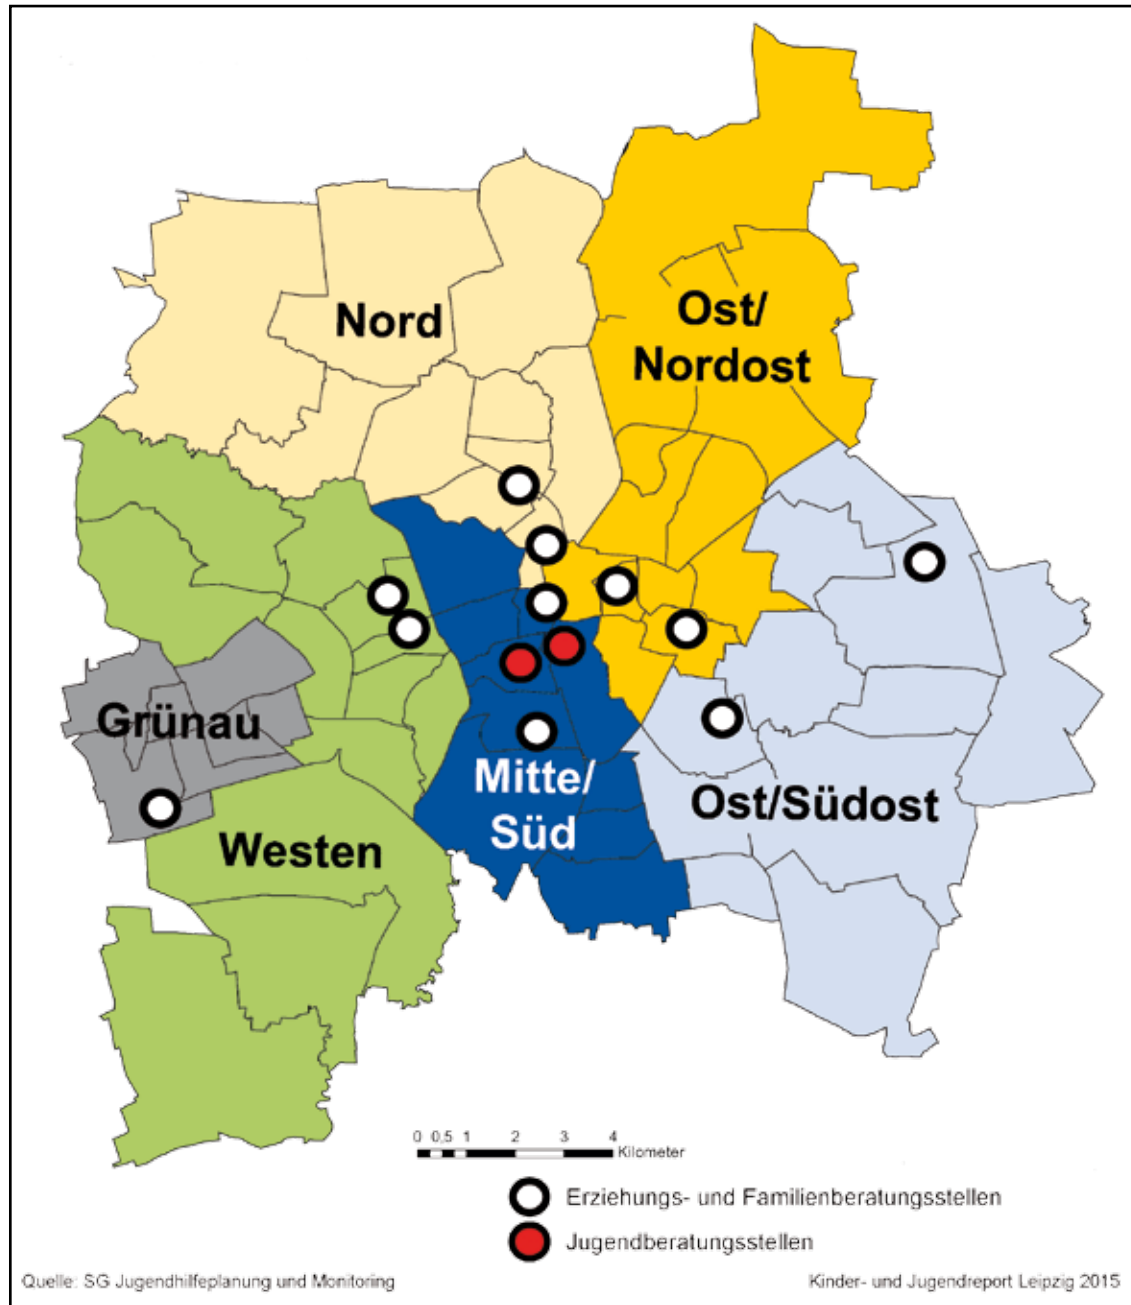 Nord
Ost/
Nordost
Grünau
Mitte/
Süd
Ost/Südost
Westen
0 0,5 1 2 3 4
Kilometer
Erziehungs- und Familienberatungsstellen
Jugendberatungsstellen
Quelle: SG Jugendhilfeplanung und Monitoring
Kinder- und Jugendreport Leipzig 2015